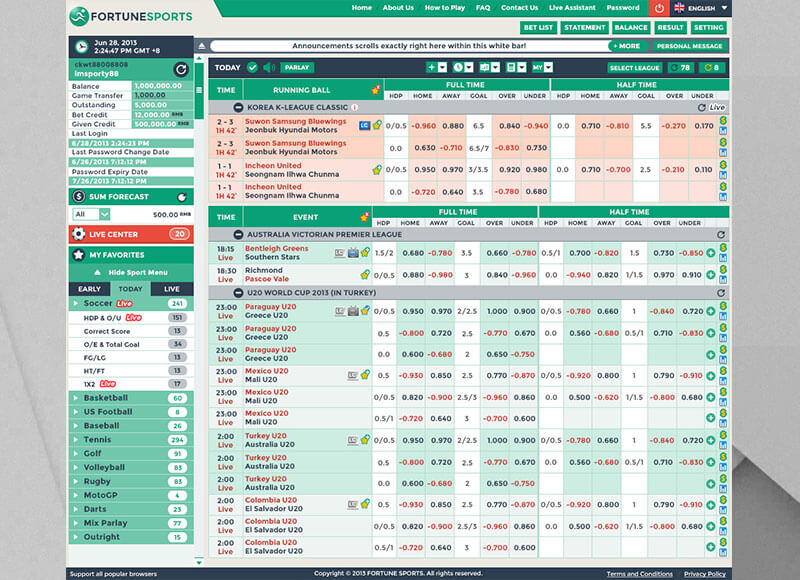 FORTUNESPORTS
Home About Us How to Play FAQ Contact Us Live Assistant Password ENGLISH
BET LIST STATEMENT BALANCE RESULT SETTING
Jun 28, 2013
2:24:47 PM GMT +8
Announcements scrolls exactly right here within this white bar!
+ MORE PERSONAL MESSAGE
ckwt88006808
imsporty88
Balance 1,000,000.00
Game Transfer 1,000.00
Outstanding 5,000.00
Bet Credit 12,000.00 RMB
Given Credit 500,000.00 RMB
Last Login
6/28/2013 2:24:23 PM
Last Password Change Date
6/26/2013 7:12:12 PM
Password Expiry Date
7/26/2013 7:12:12 PM
SUM FORECAST
All 500.00 RMB
LIVE CENTER 20
MY FAVORITES
Hide Sport Menu
EARLY TODAY LIVE
Soccer Live 241
HDP & O/U Live 151
Correct Score 13
O/E & Total Goal 34
FG/LG 13
HT/FT 13
1X2 Live 17
Basketball 60
US Football 8
Baseball 26
Tennis 294
Golf 91
Volleyball 83
Rugby 83
MotoGP 4
Darts 23
Mix Parlay 77
Outright 15
TODAY PARLAY MY SELECT LEAGUE 78 8
TIME RUNNING BALL FULL TIME HALF TIME
HDP HOME AWAY GOAL OVER UNDER HDP HOME AWAY GOAL OVER UNDER
KOREA K-LEAGUE CLASSIC Live
2 - 3 Suwon Samsung Bluewings LC 0/0.5 -0.960 0.880 6.5 0.840 -0.940 0.0 0.710 -0.810 5.5 -0.270 0.170
1H 42' Jeonbuk Hyundai Motors
2 - 3 Suwon Samsung Bluewings 0.0 0.630 -0.710 6.5/7 -0.830 0.730
1H 42' Jeonbuk Hyundai Motors
1 - 1 Incheon United 0/0.5 0.950 0.970 3/3.5 0.920 0.980 0.0 0.710 -0.700 2.5 -0.210 0.110
1H 42' Seongnam Ilhwa Chunma
1 - 1 Incheon United 0.0 -0.720 0.640 3.5 -0.780 0.680
1H 42' Seongnam Ilhwa Chunma
TIME EVENT FULL TIME HALF TIME
HDP HOME AWAY GOAL OVER UNDER HDP HOME AWAY GOAL OVER UNDER
AUSTRALIA VICTORIAN PREMIER LEAGUE
18:15 Bentleigh Greens 1.5/2 0.680 -0.780 3.5 0.660 -0.780 0/0.5 0.700 -0.820 1.5 0.730 -0.850
Live Southern Stars
18:30 Richmond 0/0.5 0.880 -0.980 3 0.840 -0.960 0.0 -0.940 0.820 1/1.5 0.970 0.910
Live Pascoe Vale
U20 WORLD CUP 2013 (IN TURKEY)
23:00 Paraguay U20 0/0.5 0.950 0.970 2/2.5 1.000 0.900 0/0.5 -0.780 0.660 1 -0.840 0.720
Live Greece U20
23:00 Paraguay U20 0.5 -0.800 0.720 2.5 -0.770 0.670 0.0 0.560 -0.680 0.5/1 0.710 -0.830
Live Greece U20
23:00 Paraguay U20 0.0 0.600 -0.680 2 0.650 -0.750
Live Greece U20
23:00 Mexico U20 0.5 -0.930 0.850 2.5 0.770 -0.870 0/0.5 -0.920 0.800 1 0.790 -0.910
Live Mali U20
23:00 Mexico U20 0/0.5 0.820 -0.900 2.5/3 -0.960 0.860 0.0 0.500 -0.620 1/1.5 -0.800 0.680
Live Mali U20
23:00 Mexico U20 0.5/1 -0.720 0.640 3 -0.700 0.600
Live Mali U20
2:00 Turkey U20 0/0.5 0.950 0.970 2/2.5 1.000 0.900 0/0.5 -0.780 0.660 1 -0.840 0.720
Live Australia U20
2:00 Turkey U20 0.5 -0.800 0.720 2.5 -0.770 0.670 0.0 0.560 -0.680 0.5/1 0.710 -0.830
Live Australia U20
2:00 Turkey U20 0.0 0.600 -0.680 2 0.650 -0.750
Live Australia U20
2:00 Colombia U20 0.5 -0.930 0.850 2.5 0.770 -0.870 0/0.5 -0.920 0.800 1 0.790 -0.910
Live El Salvador U20
2:00 Colombia U20 0/0.5 0.820 -0.900 2.5/3 -0.960 0.860 0.0 0.500 -0.620 1/1.5 -0.800 0.680
Live El Salvador U20
2:00 Colombia U20 0.5/1 -0.720 0.640 3 -0.700 0.600
Live El Salvador U20
Support all popular browsers Copyright © 2013 FORTUNE SPORTS. All rights reserved. Terms and Conditions Privacy Policy